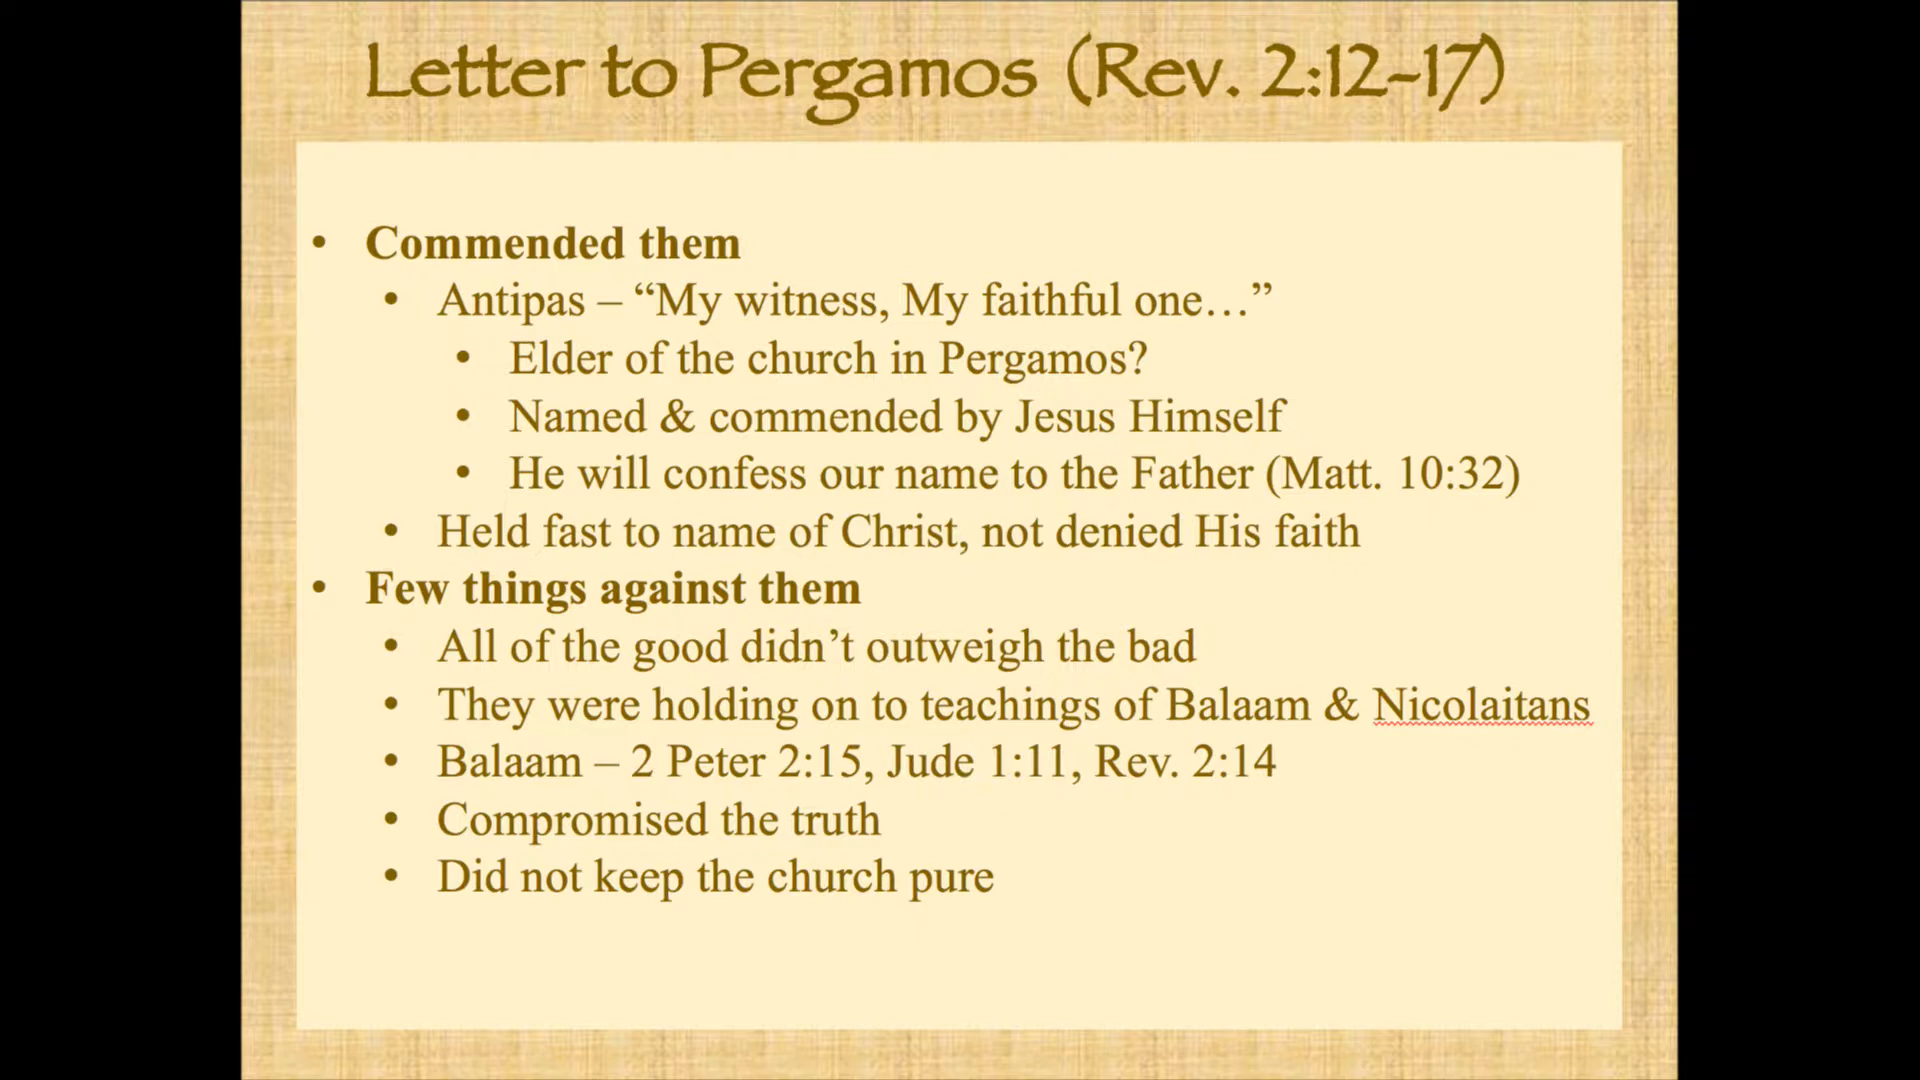 Letter to Pergamos (Rev. 2:12-17)
• Commended them
• Antipas – “My witness, My faithful one…”
• Elder of the church in Pergamos?
• Named & commended by Jesus Himself
• He will confess our name to the Father (Matt. 10:32)
• Held fast to name of Christ, not denied His faith
• Few things against them
• All of the good didn’t outweigh the bad
• They were holding on to teachings of Balaam & Nicolaitans
• Balaam – 2 Peter 2:15, Jude 1:11, Rev. 2:14
• Compromised the truth
• Did not keep the church pure